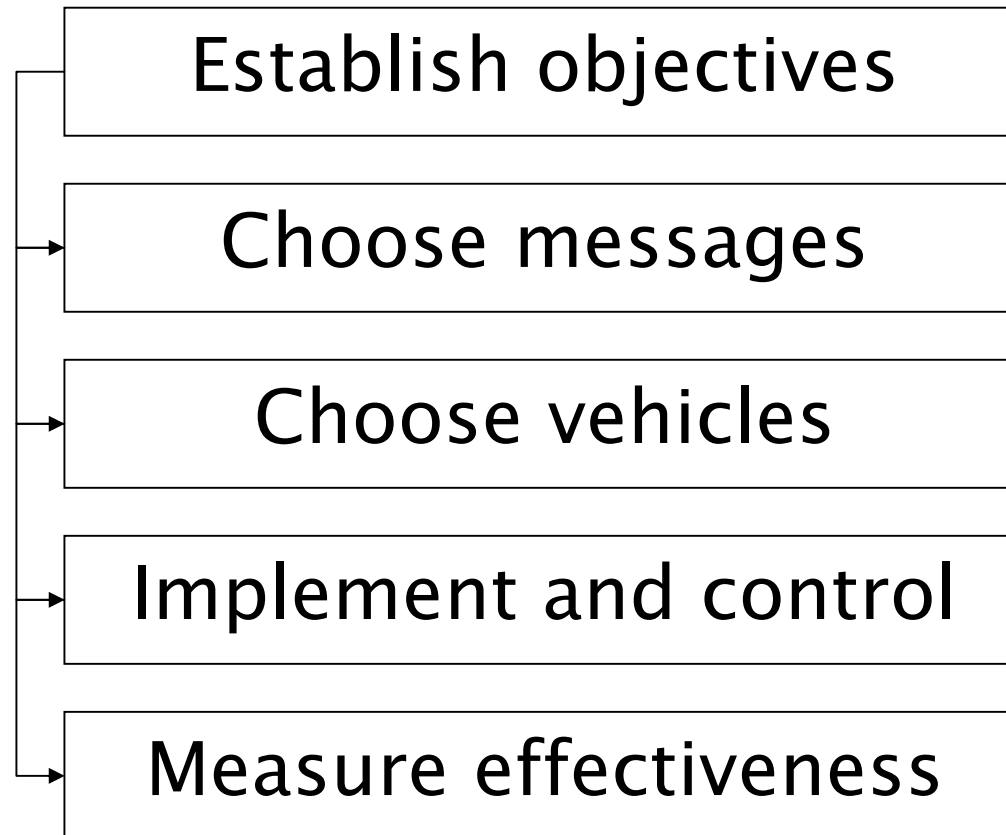 Establish objectives
Choose messages
Choose vehicles
Implement and control
Measure effectiveness